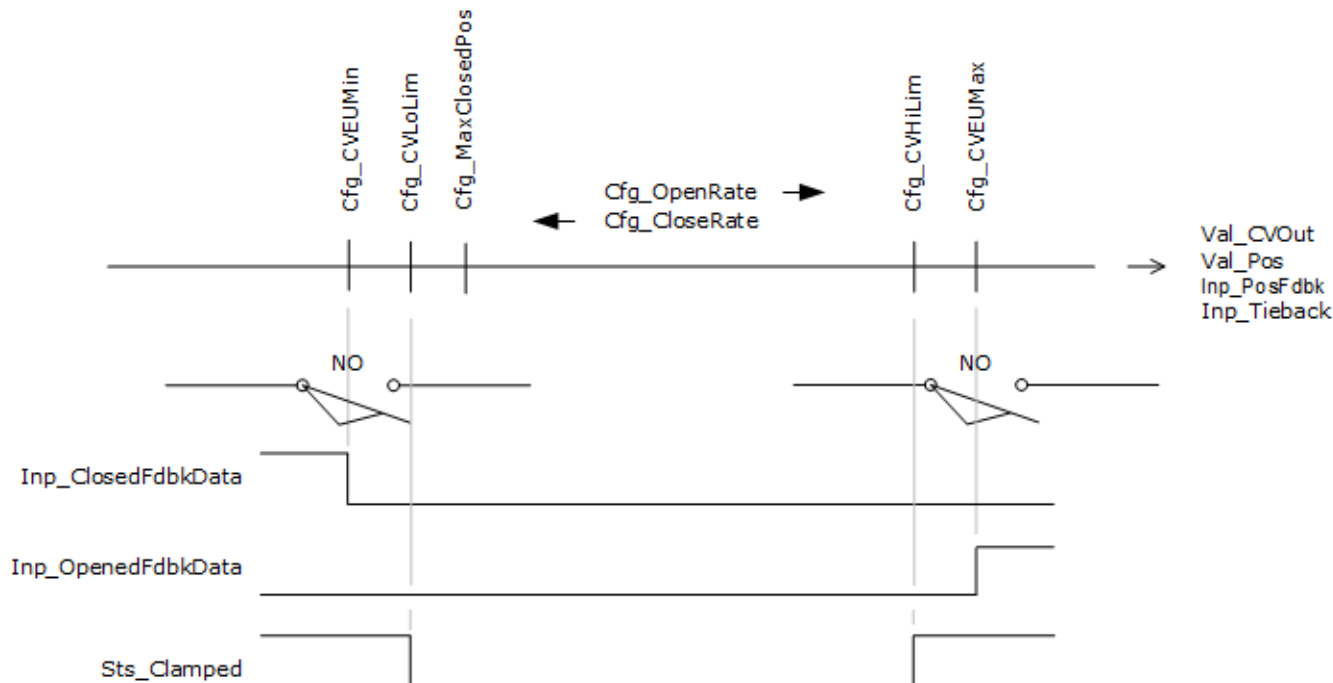 Cfg_CVEUMin
Cfg_CVLoLim
Cfg_MaxClosedPos
Cfg_OpenRate
Cfg_CloseRate
Cfg_CVHiLim
Cfg_CVEUMax
Val_CVOut
Val_Pos
Inp_PosFdbk
Inp_Tieback
NO
NO
Inp_ClosedFdbkData
Inp_OpenedFdbkData
Sts_Clamped